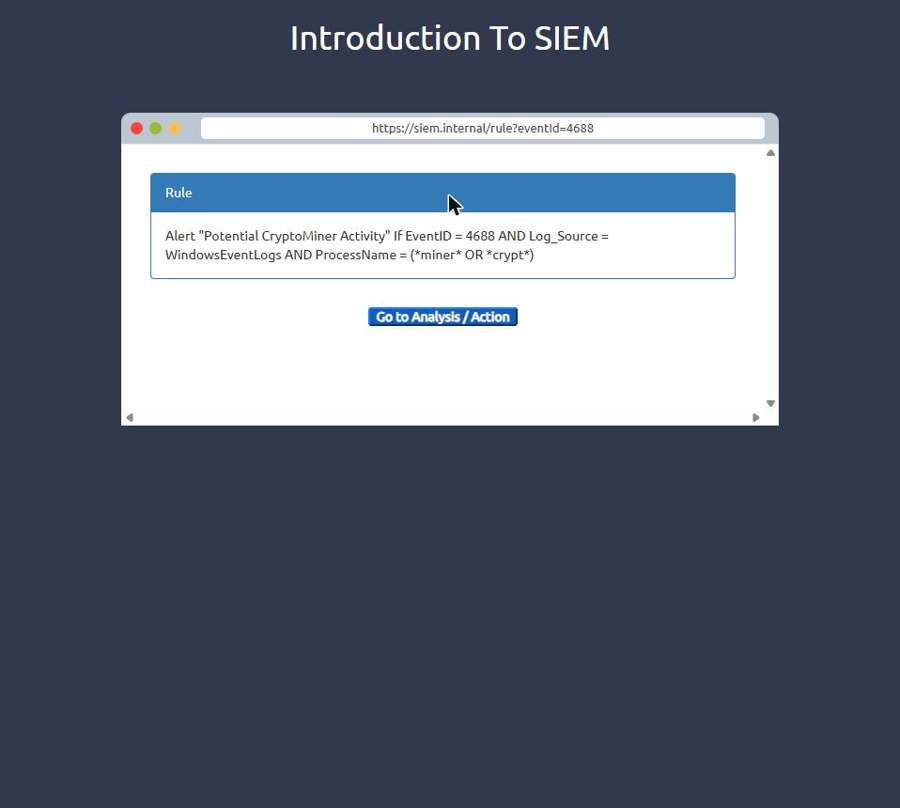 Introduction To SIEM
https://siem.internal/rule?eventId=4688
Rule
Alert "Potential CryptoMiner Activity" If EventID = 4688 AND Log_Source =
WindowsEventLogs AND ProcessName = (*miner* OR *crypt*)
Go to Analysis / Action